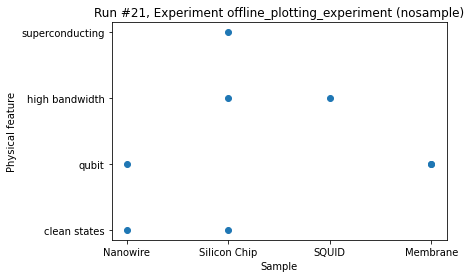 Run #21, Experiment offline_plotting_experiment (nosample)
superconducting
high bandwidth
qubit
clean states
Physical feature
Nanowire
Silicon Chip
SQUID
Membrane
Sample